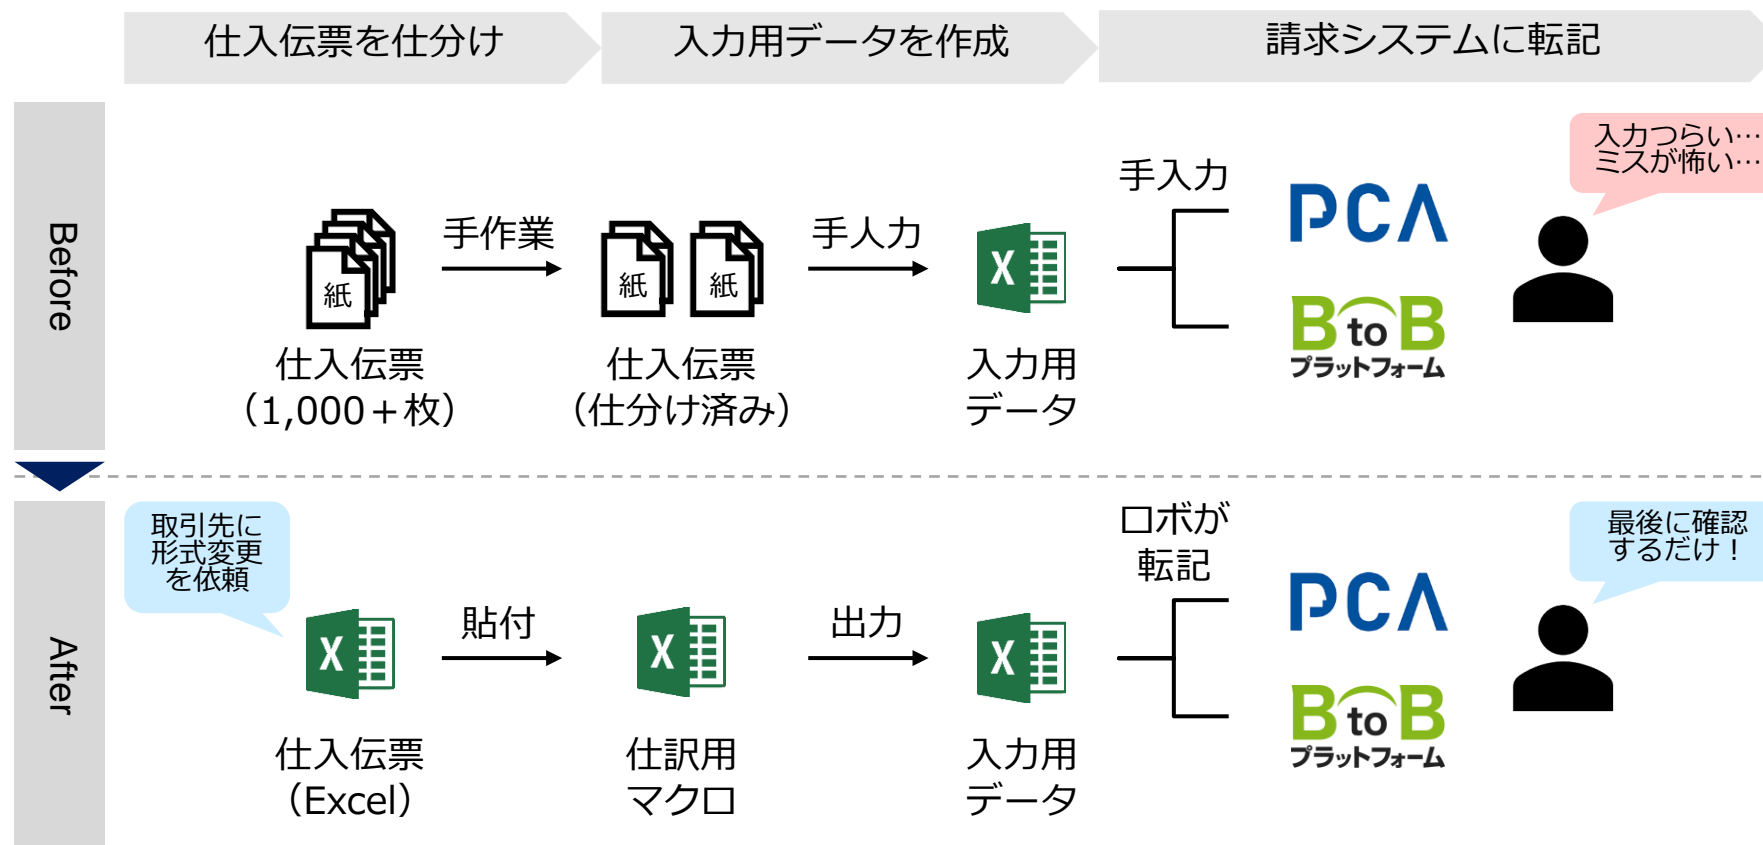 仕入伝票を仕分け
入力用データを作成
請求システムに転記
Before
入力つらい…
ミスが怖い…
手入力
手作業
手人力
紙
紙
紙
PCA
BtoB
プラットフォーム
仕入伝票
（1,000＋枚）
仕入伝票
（仕分け済み）
入力用
データ
After
取引先に
形式変更
を依頼
ロボが
転記
最後に確認
するだけ！
貼付
出力
X
X
X
X
PCA
BtoB
プラットフォーム
仕入伝票
（Excel）
仕訳用
マクロ
入力用
データ